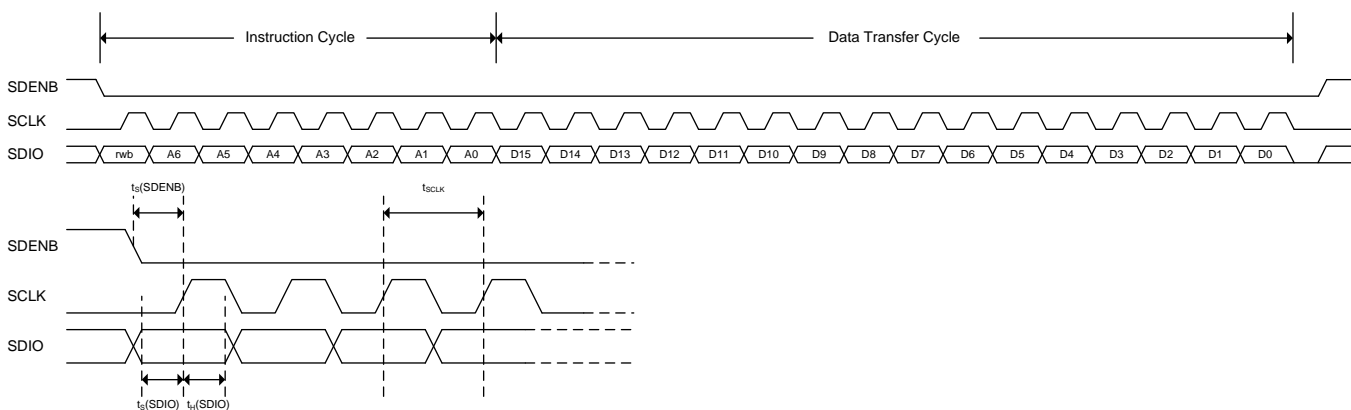 Instruction Cycle Data Transfer Cycle
SDENB
SCLK
SDIO rwb A6 A5 A4 A3 A2 A1 A0 D15 D14 D13 D12 D11 D10 D9 D8 D7 D6 D5 D4 D3 D2 D1 D0
tS(SDENB) tSCLK
SDENB
SCLK
SDIO
tS(SDIO) tH(SDIO)